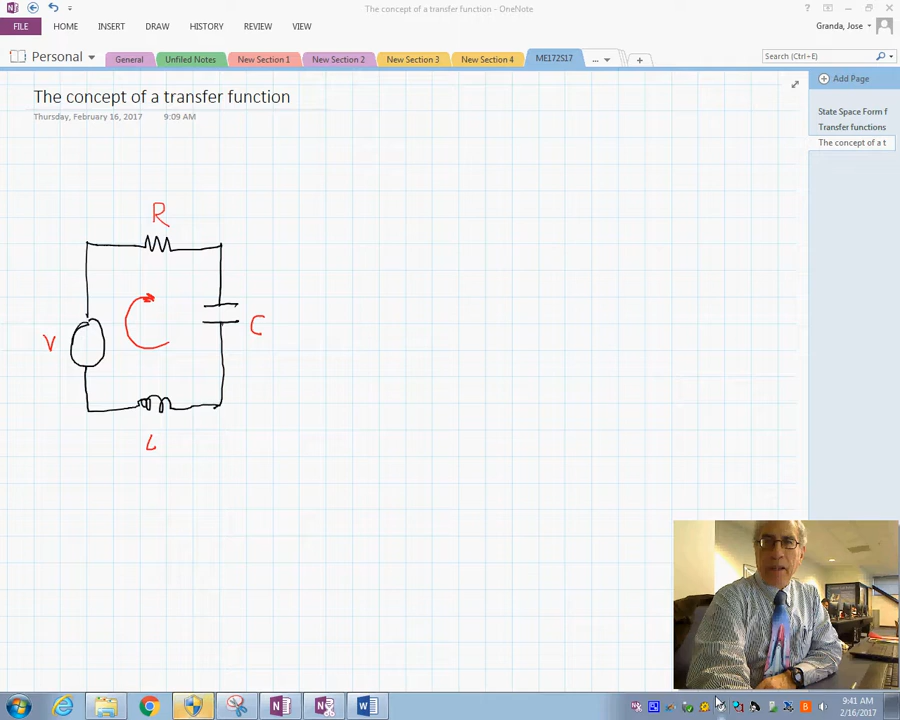 The concept of a transfer function - OneNote
FILE HOME INSERT DRAW HISTORY REVIEW VIEW
Granda, Jose
Personal General Unfiled Notes New Section 1 New Section 2 New Section 3 New Section 4 ME172S17 ... +
Search (Ctrl+E)
The concept of a transfer function
Thursday, February 16, 2017 9:09 AM
Add Page
State Space Form f
Transfer functions
The concept of a t
R
V
C
L
9:41 AM
2/16/2017